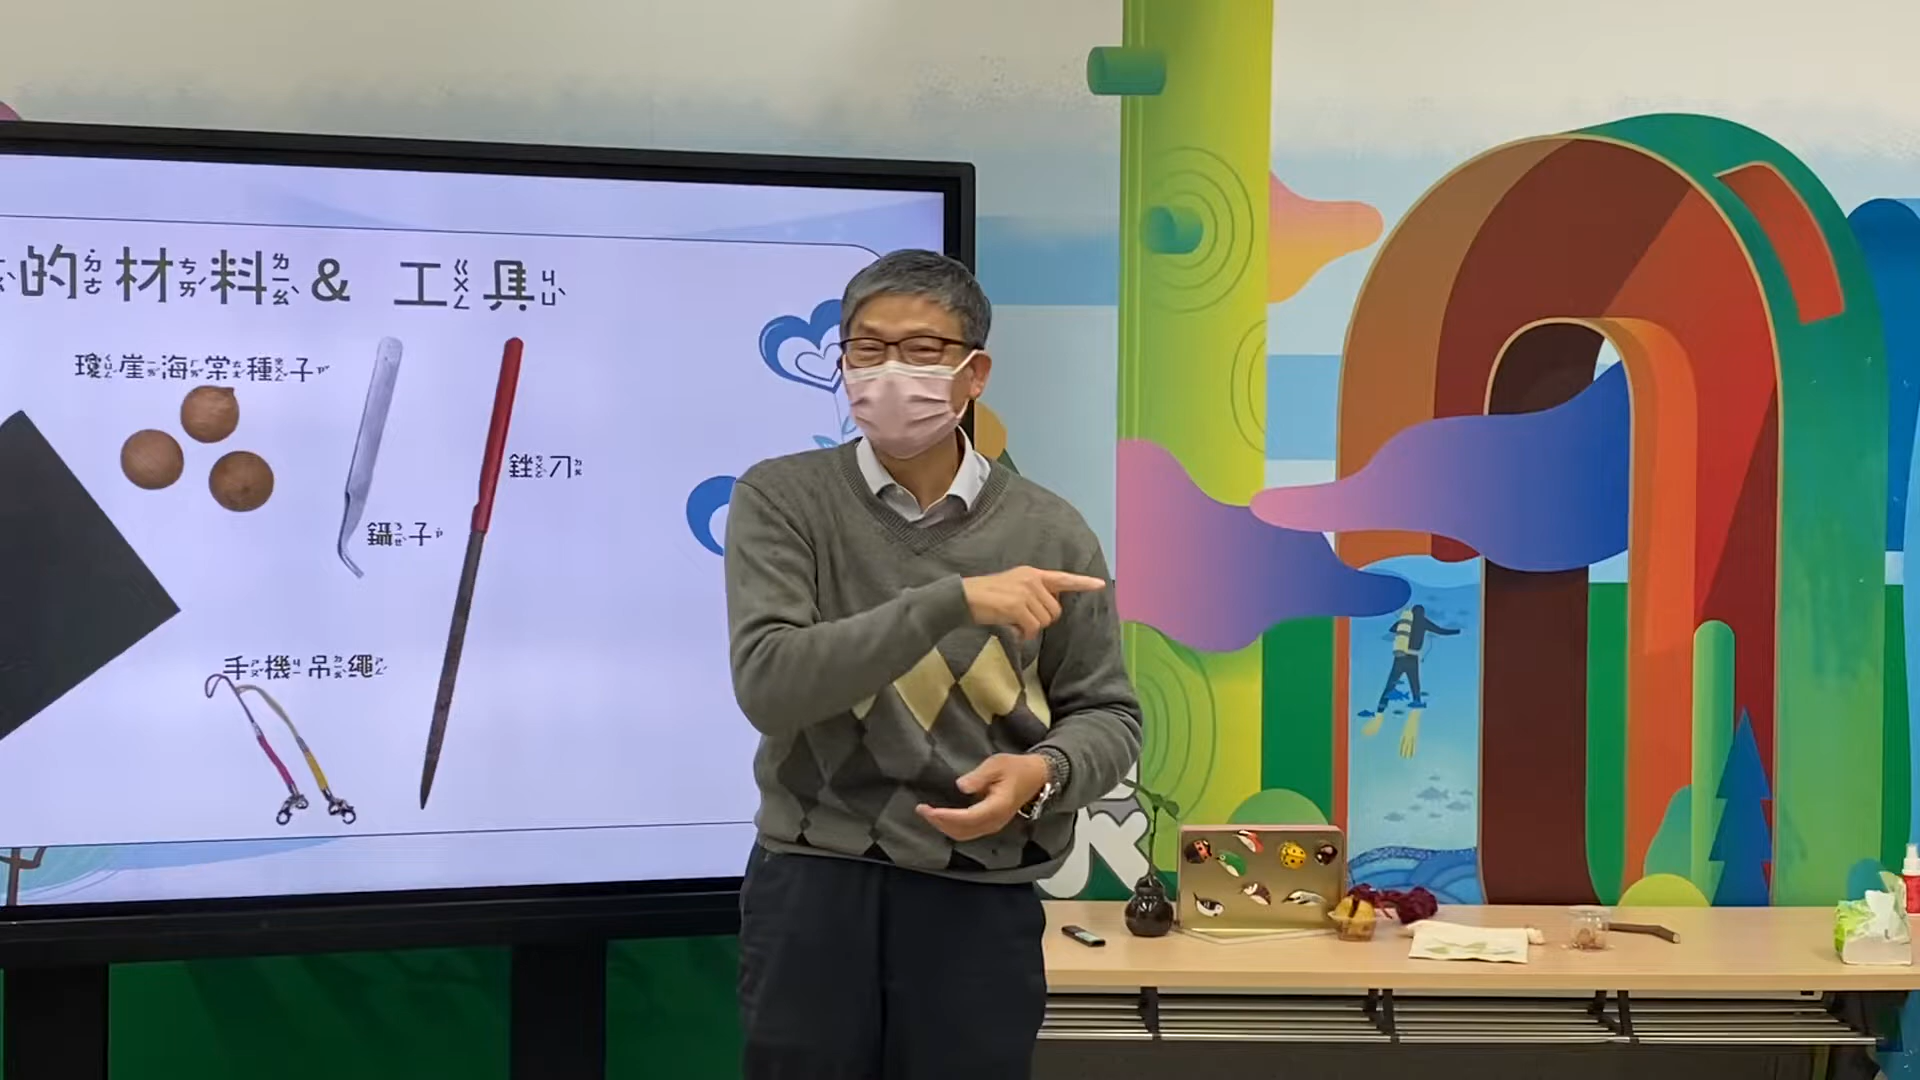 的材料& 工具
瓊崖海棠種子
銼刀
鑷子
手機吊繩